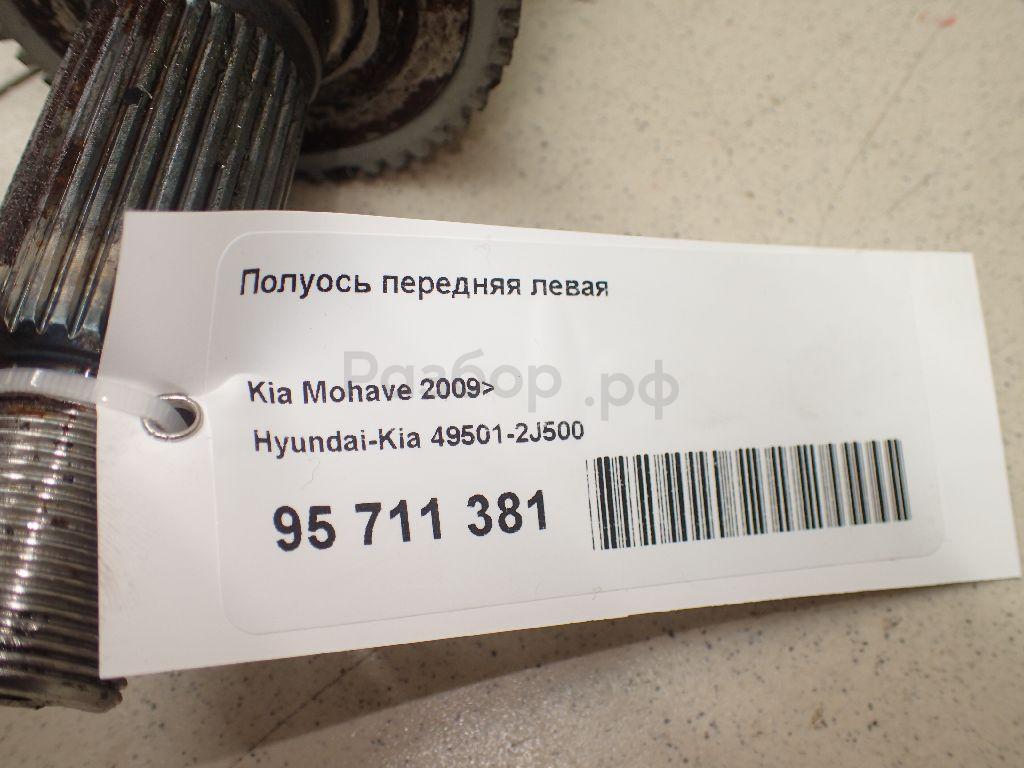 Полуось передняя левая
Разбор.рф
Kia Mohave 2009>
Hyundai-Kia 49501-2J500
95 711 381